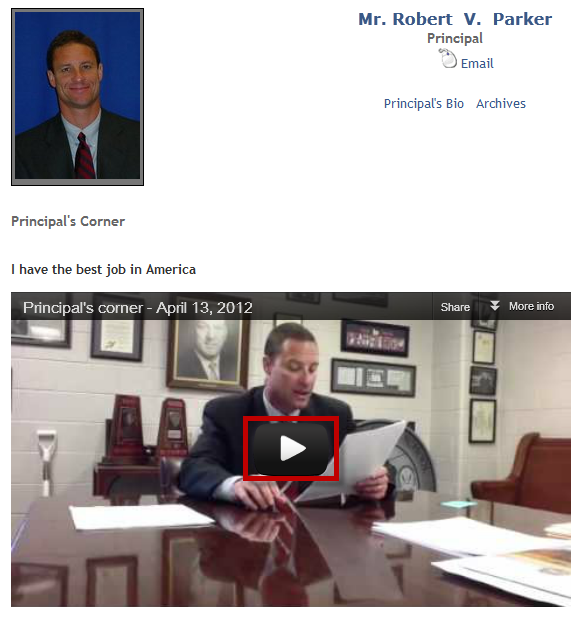 Mr. Robert V. Parker
Principal
Email
Principal's Bio Archives
Principal's Corner
I have the best job in America
Principal's corner - April 13, 2012
Share More info